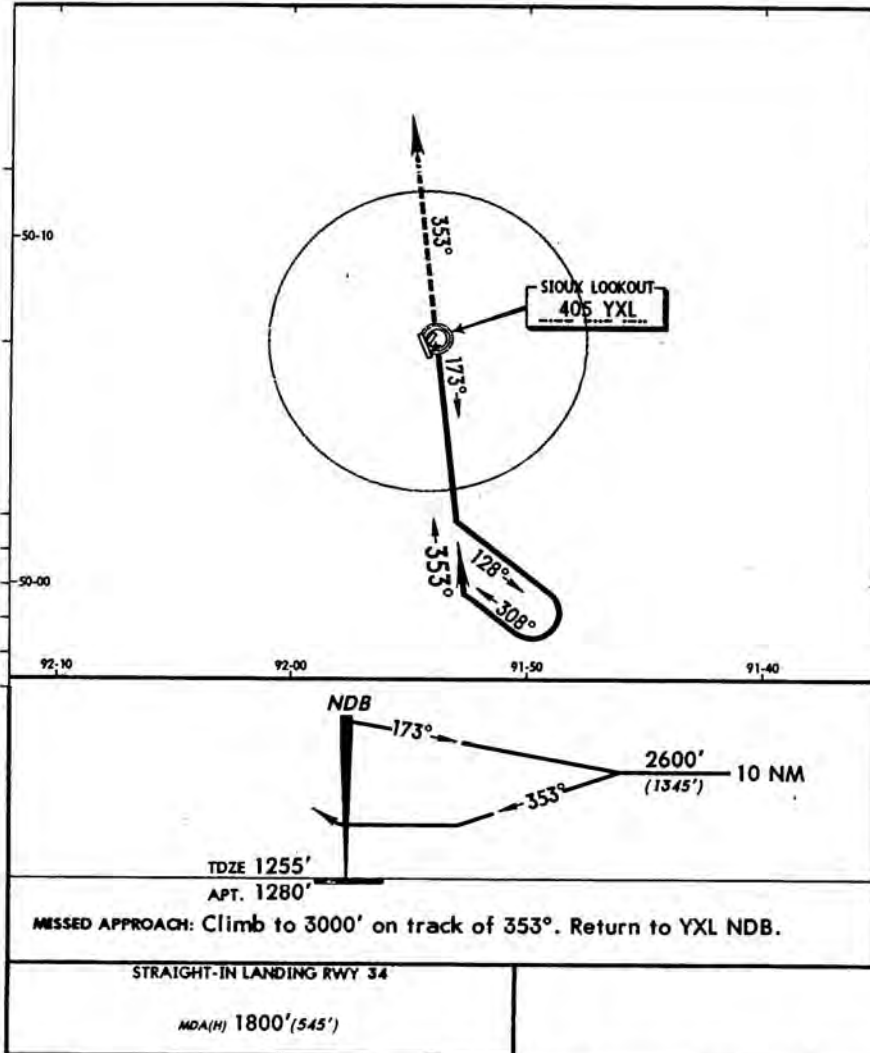 50-10
353°
SIOUX LOOKOUT
405 YXL
173°
50-00
353°
128°
308°
92-10 92-00 91-50 91-40
NDB
173°
2600'
(1345')
10 NM
353°
TDZE 1255'
APT. 1280'
MISSED APPROACH: Climb to 3000' on track of 353°. Return to YXL NDB.
STRAIGHT-IN LANDING RWY 34
MDA(H) 1800'(545')